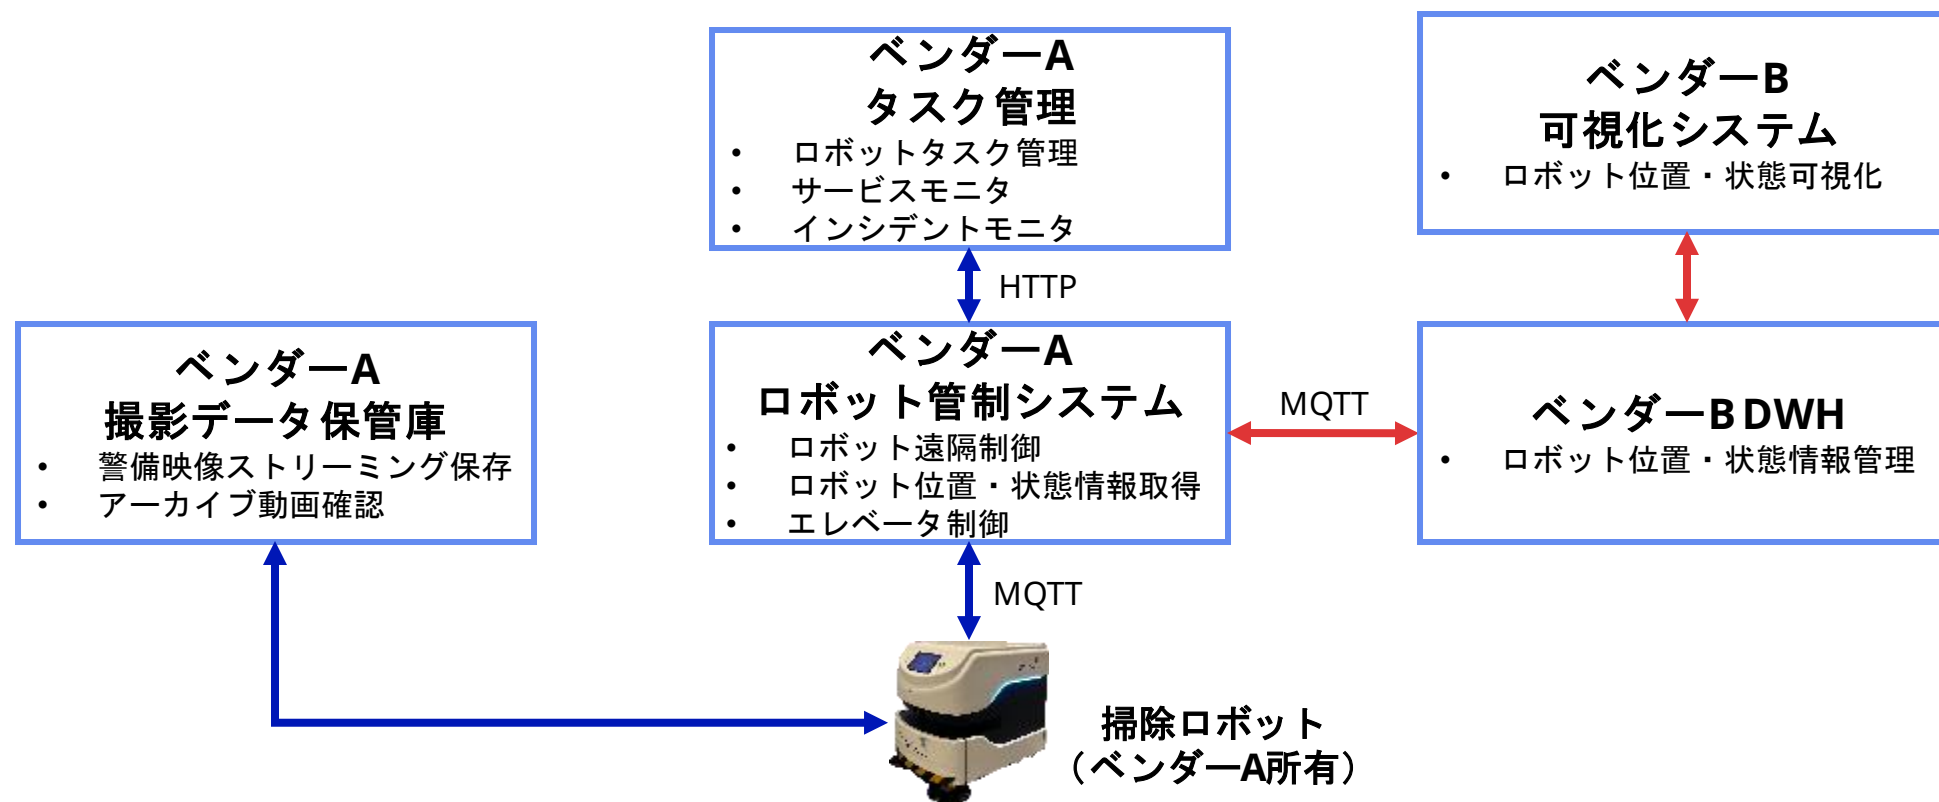 ベンダーA
タスク管理
• ロボットタスク管理
• サービスモニタ
• インシデントモニタ
ベンダーB
可視化システム
• ロボット位置・状態可視化
HTTP
ベンダーA
撮影データ保管庫
• 警備映像ストリーミング保存
• アーカイブ動画確認
ベンダーA
ロボット管制システム
• ロボット遠隔制御
• ロボット位置・状態情報取得
• エレベータ制御
MQTT
ベンダーB DWH
• ロボット位置・状態情報管理
MQTT
掃除ロボット
（ベンダーA所有）